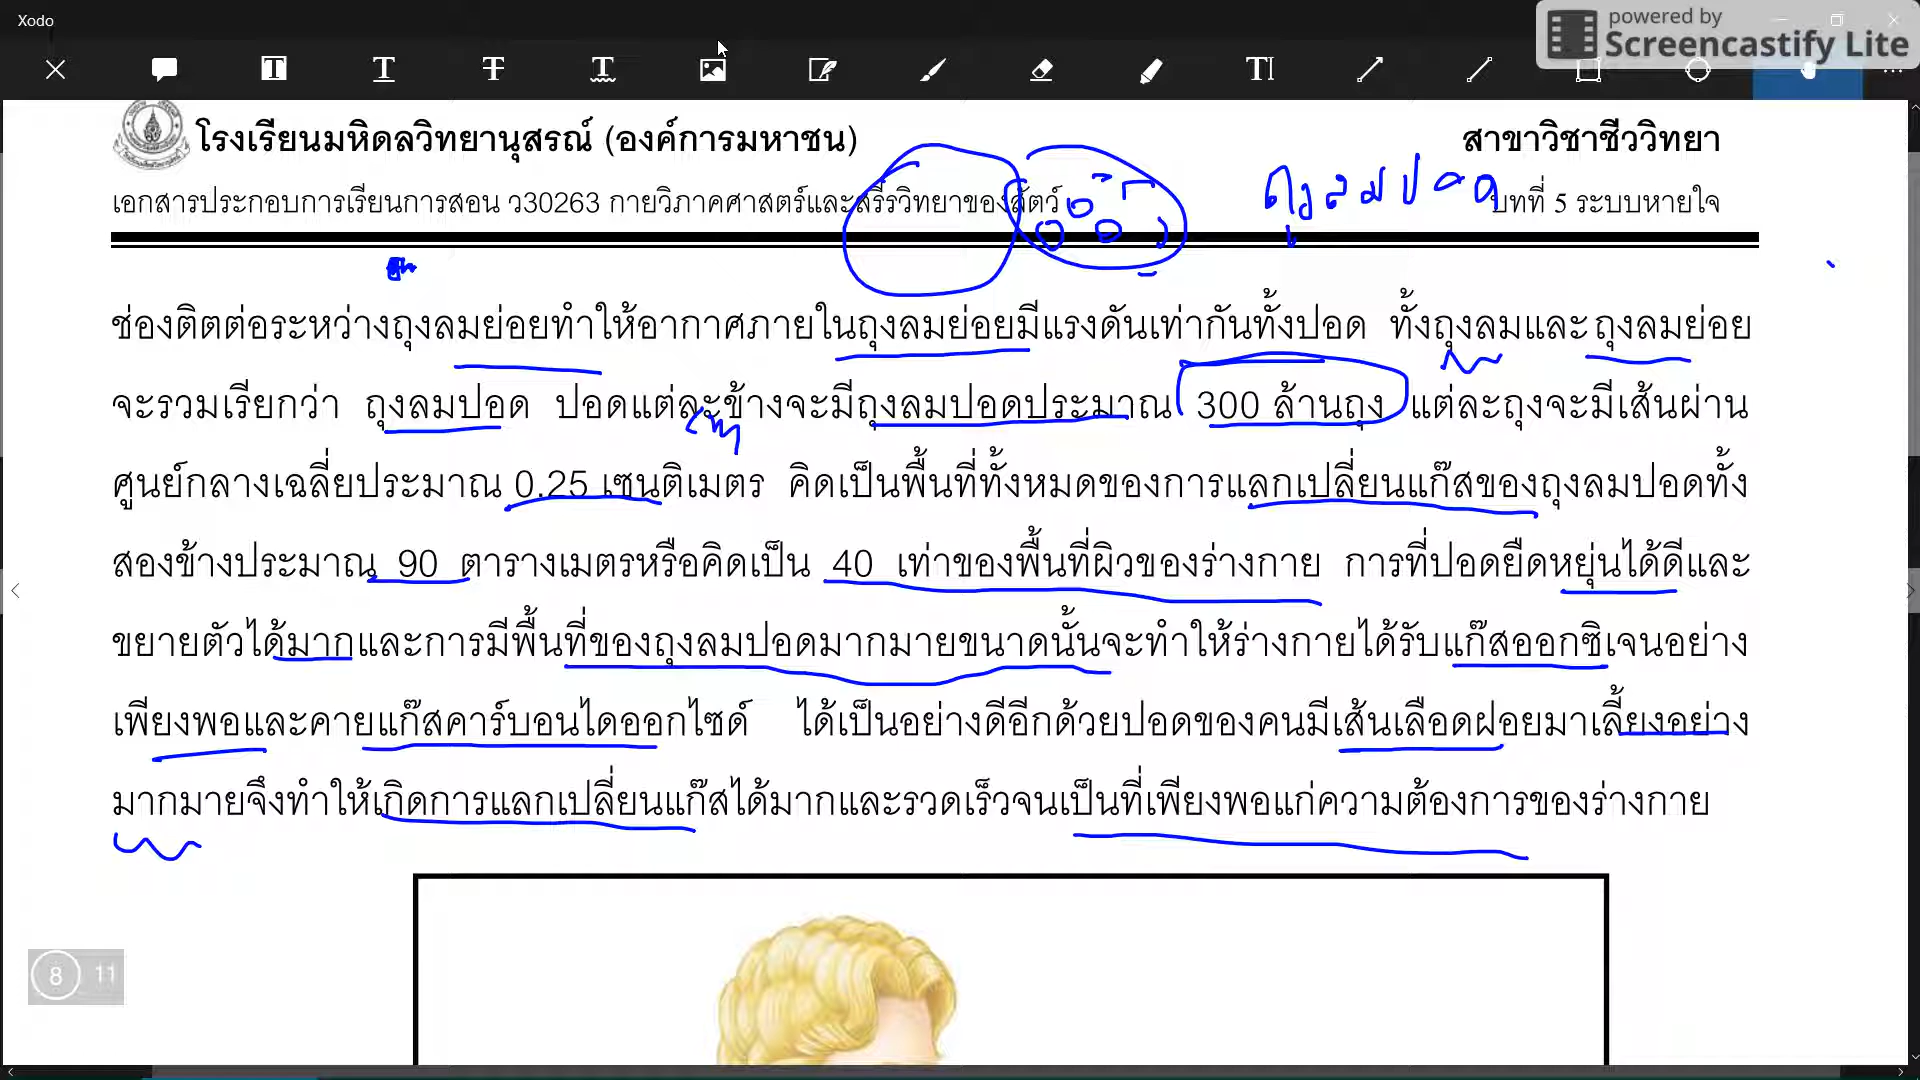 Xodo
powered by
Screencastify Lite
โรงเรียนมหิดลวิทยานุสรณ์ (องค์การมหาชน) สาขาวิชาชีววิทยา
ถุงลมปอด
เอกสารประกอบการเรียนการสอน ว30263 กายวิภาคศาสตร์และสรีรวิทยาของสัตว์ บทที่ 5 ระบบหายใจ
ช่องติตต่อระหว่างถุงลมย่อยทำให้อากาศภายในถุงลมย่อยมีแรงดันเท่ากันทั้งปอด ทั้งถุงลมและถุงลมย่อย
จะรวมเรียกว่า ถุงลมปอด ปอดแต่ละข้างจะมีถุงลมปอดประมาณ 300 ล้านถุง แต่ละถุงจะมีเส้นผ่าน
ศูนย์กลางเฉลี่ยประมาณ 0.25 เซนติเมตร คิดเป็นพื้นที่ทั้งหมดของการแลกเปลี่ยนแก๊สของถุงลมปอดทั้ง
สองข้างประมาณ 90 ตารางเมตรหรือคิดเป็น 40 เท่าของพื้นที่ผิวของร่างกาย การที่ปอดยืดหยุ่นได้ดีและ
ขยายตัวได้มากและการมีพื้นที่ของถุงลมปอดมากมายขนาดนั้นจะทำให้ร่างกายได้รับแก๊สออกซิเจนอย่าง
เพียงพอและคายแก๊สคาร์บอนไดออกไซด์ ได้เป็นอย่างดีอีกด้วยปอดของคนมีเส้นเลือดฝอยมาเลี้ยงอย่าง
มากมายจึงทำให้เกิดการแลกเปลี่ยนแก๊สได้มากและรวดเร็วจนเป็นที่เพียงพอแก่ความต้องการของร่างกาย
8 11